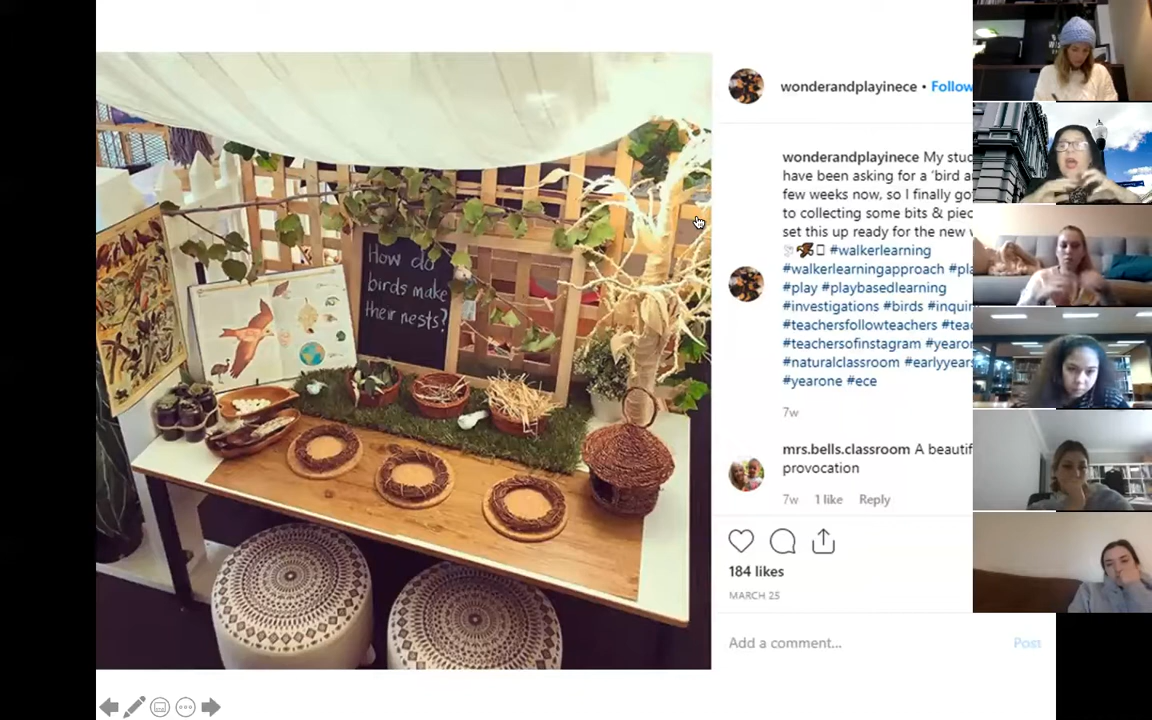 How do
birds make
their nests?
wonderandplayinece • Follow
wonderandplayinece My stud
have been asking for a 'bird a
few weeks now, so I finally go
to collecting some bits & piec
set this up ready for the new w
#walkerlearning
#walkerlearningapproach #pla
#play #playbasedlearning
#investigations #birds #inquir
#teachersfollowteachers #teac
#teachersofinstagram #yearon
#naturalclassroom #earlyyears
#yearone #ece
7w
mrs.bells.classroom A beautif
provocation
7w 1 like Reply
184 likes
MARCH 25
Add a comment... Post